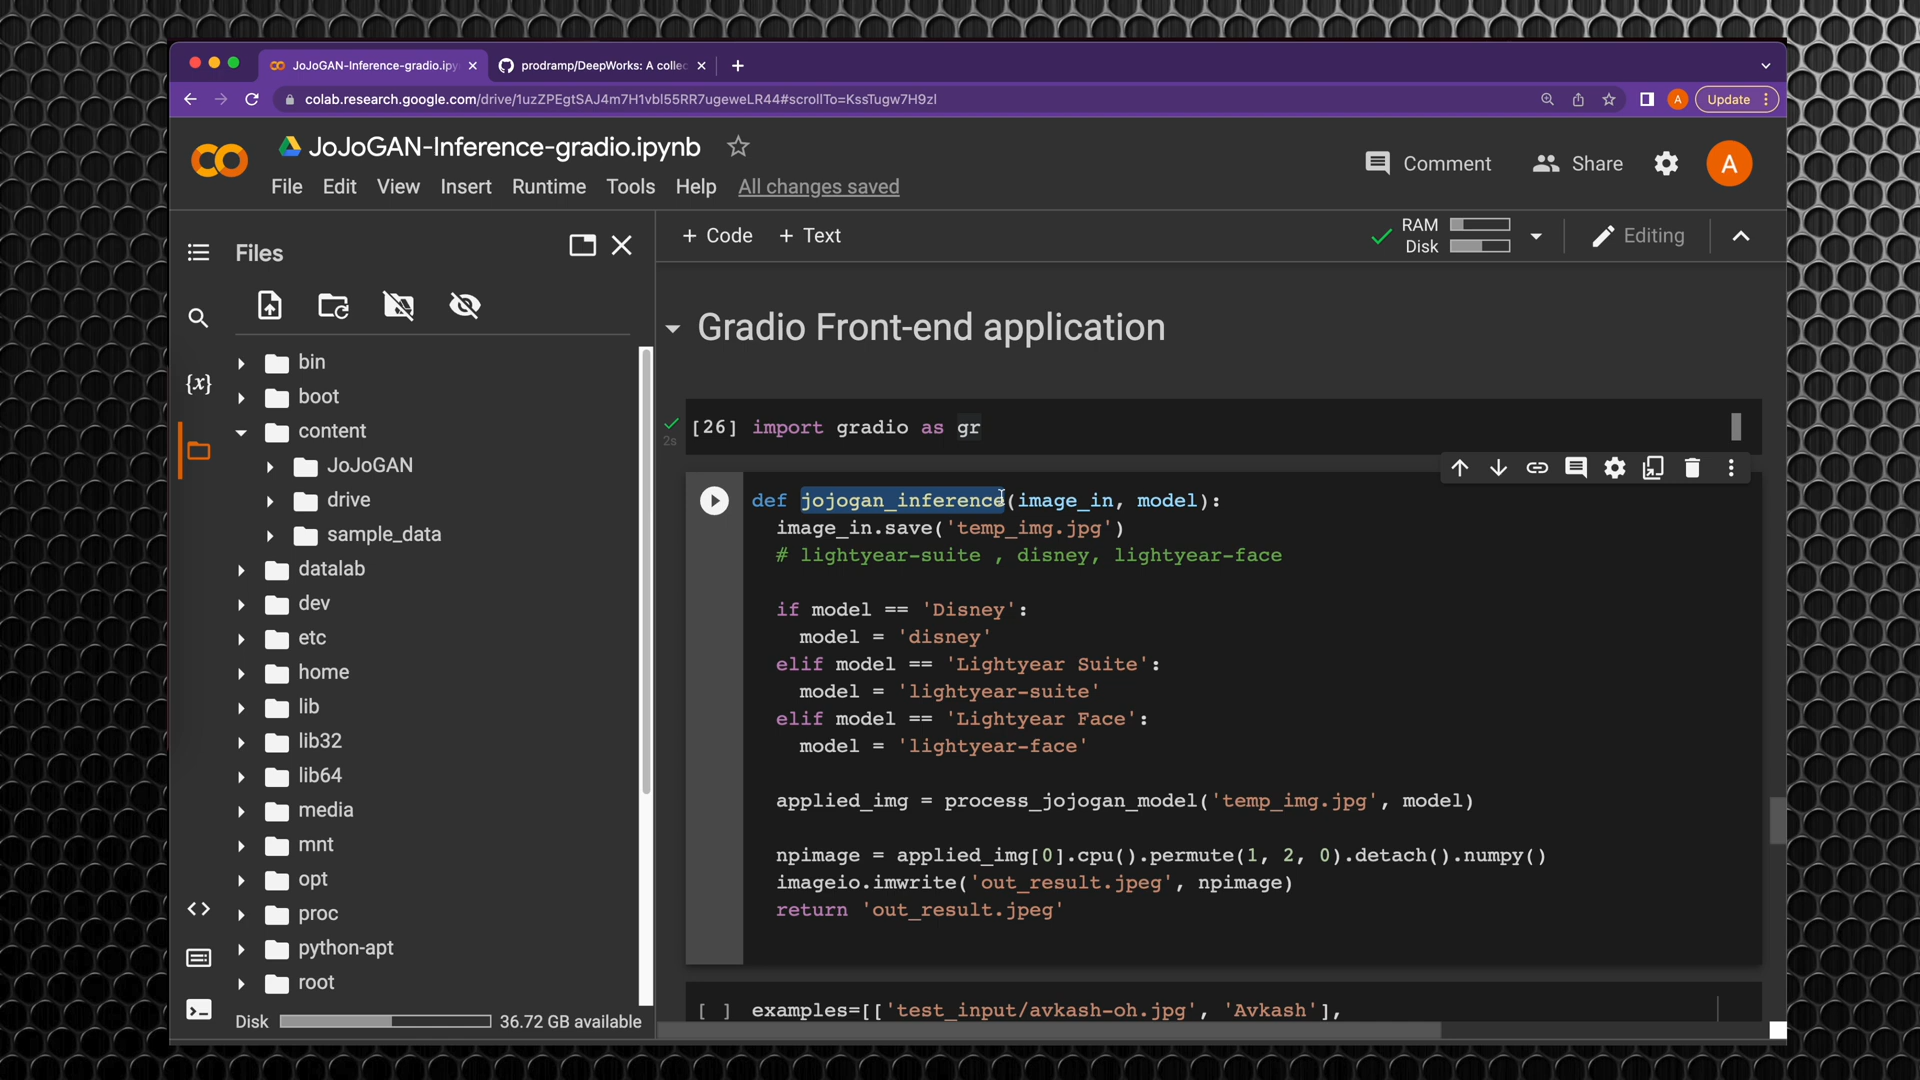 JoJoGAN-Inference-gradio.ipy
prodramp/DeepWorks: A collec
colab.research.google.com/drive/1uzZPEgtSAJ4m7H1vbl55RR7ugeweLR44#scrollTo=KssTugw7H9zl
A
Update
JoJoGAN-Inference-gradio.ipynb
Comment
Share
A
File Edit View Insert Runtime Tools Help All changes saved
+ Code + Text
RAM
Disk
Editing
Files
{x}
bin
boot
content
JoJoGAN
drive
sample_data
datalab
dev
etc
home
lib
lib32
lib64
media
mnt
opt
proc
python-apt
root
Disk 36.72 GB available
Gradio Front-end application
2s
[26] import gradio as gr
def jojogan_inference(image_in, model):
image_in.save('temp_img.jpg')
# lightyear-suite , disney, lightyear-face
if model == 'Disney':
model = 'disney'
elif model == 'Lightyear Suite':
model = 'lightyear-suite'
elif model == 'Lightyear Face':
model = 'lightyear-face'
applied_img = process_jojogan_model('temp_img.jpg', model)
npimage = applied_img[0].cpu().permute(1, 2, 0).detach().numpy()
imageio.imwrite('out_result.jpeg', npimage)
return 'out_result.jpeg'
[ ] examples=[['test_input/avkash-oh.jpg', 'Avkash'],